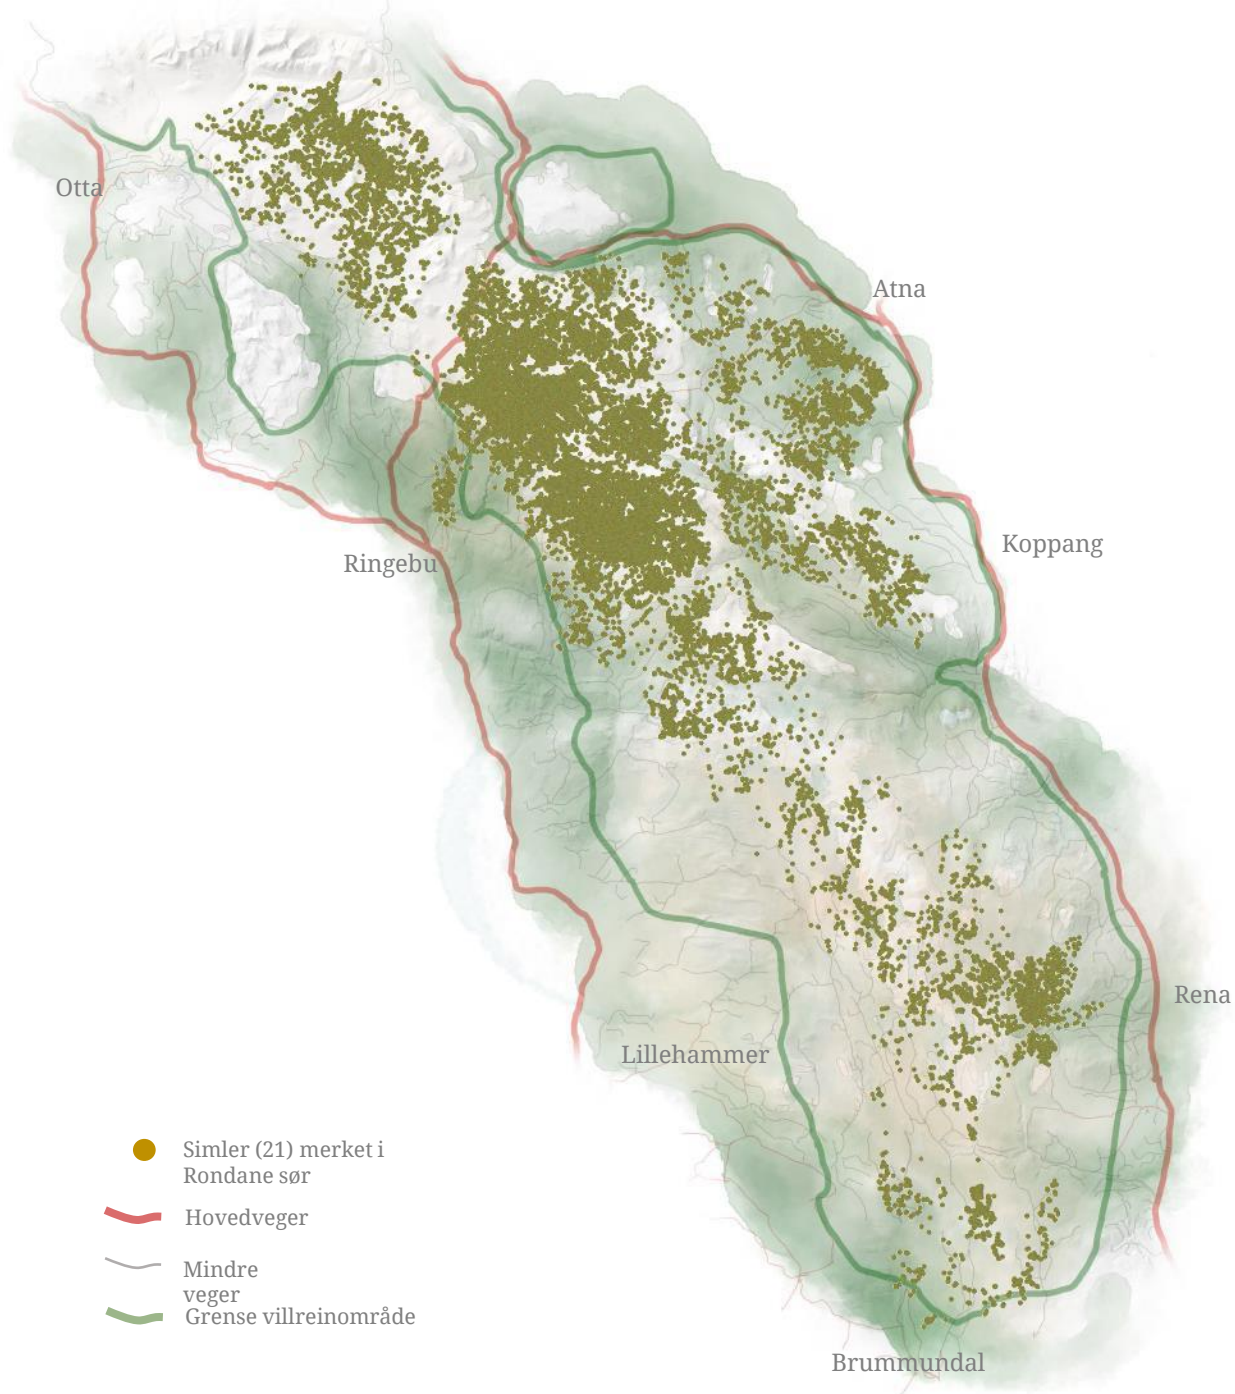 Otta
Atna
Koppang
Ringebu
Rena
Lillehammer
Simler (21) merket i
Rondane sør
Hovedveger
Mindre
veger
Grense villreinområde
Brummundal